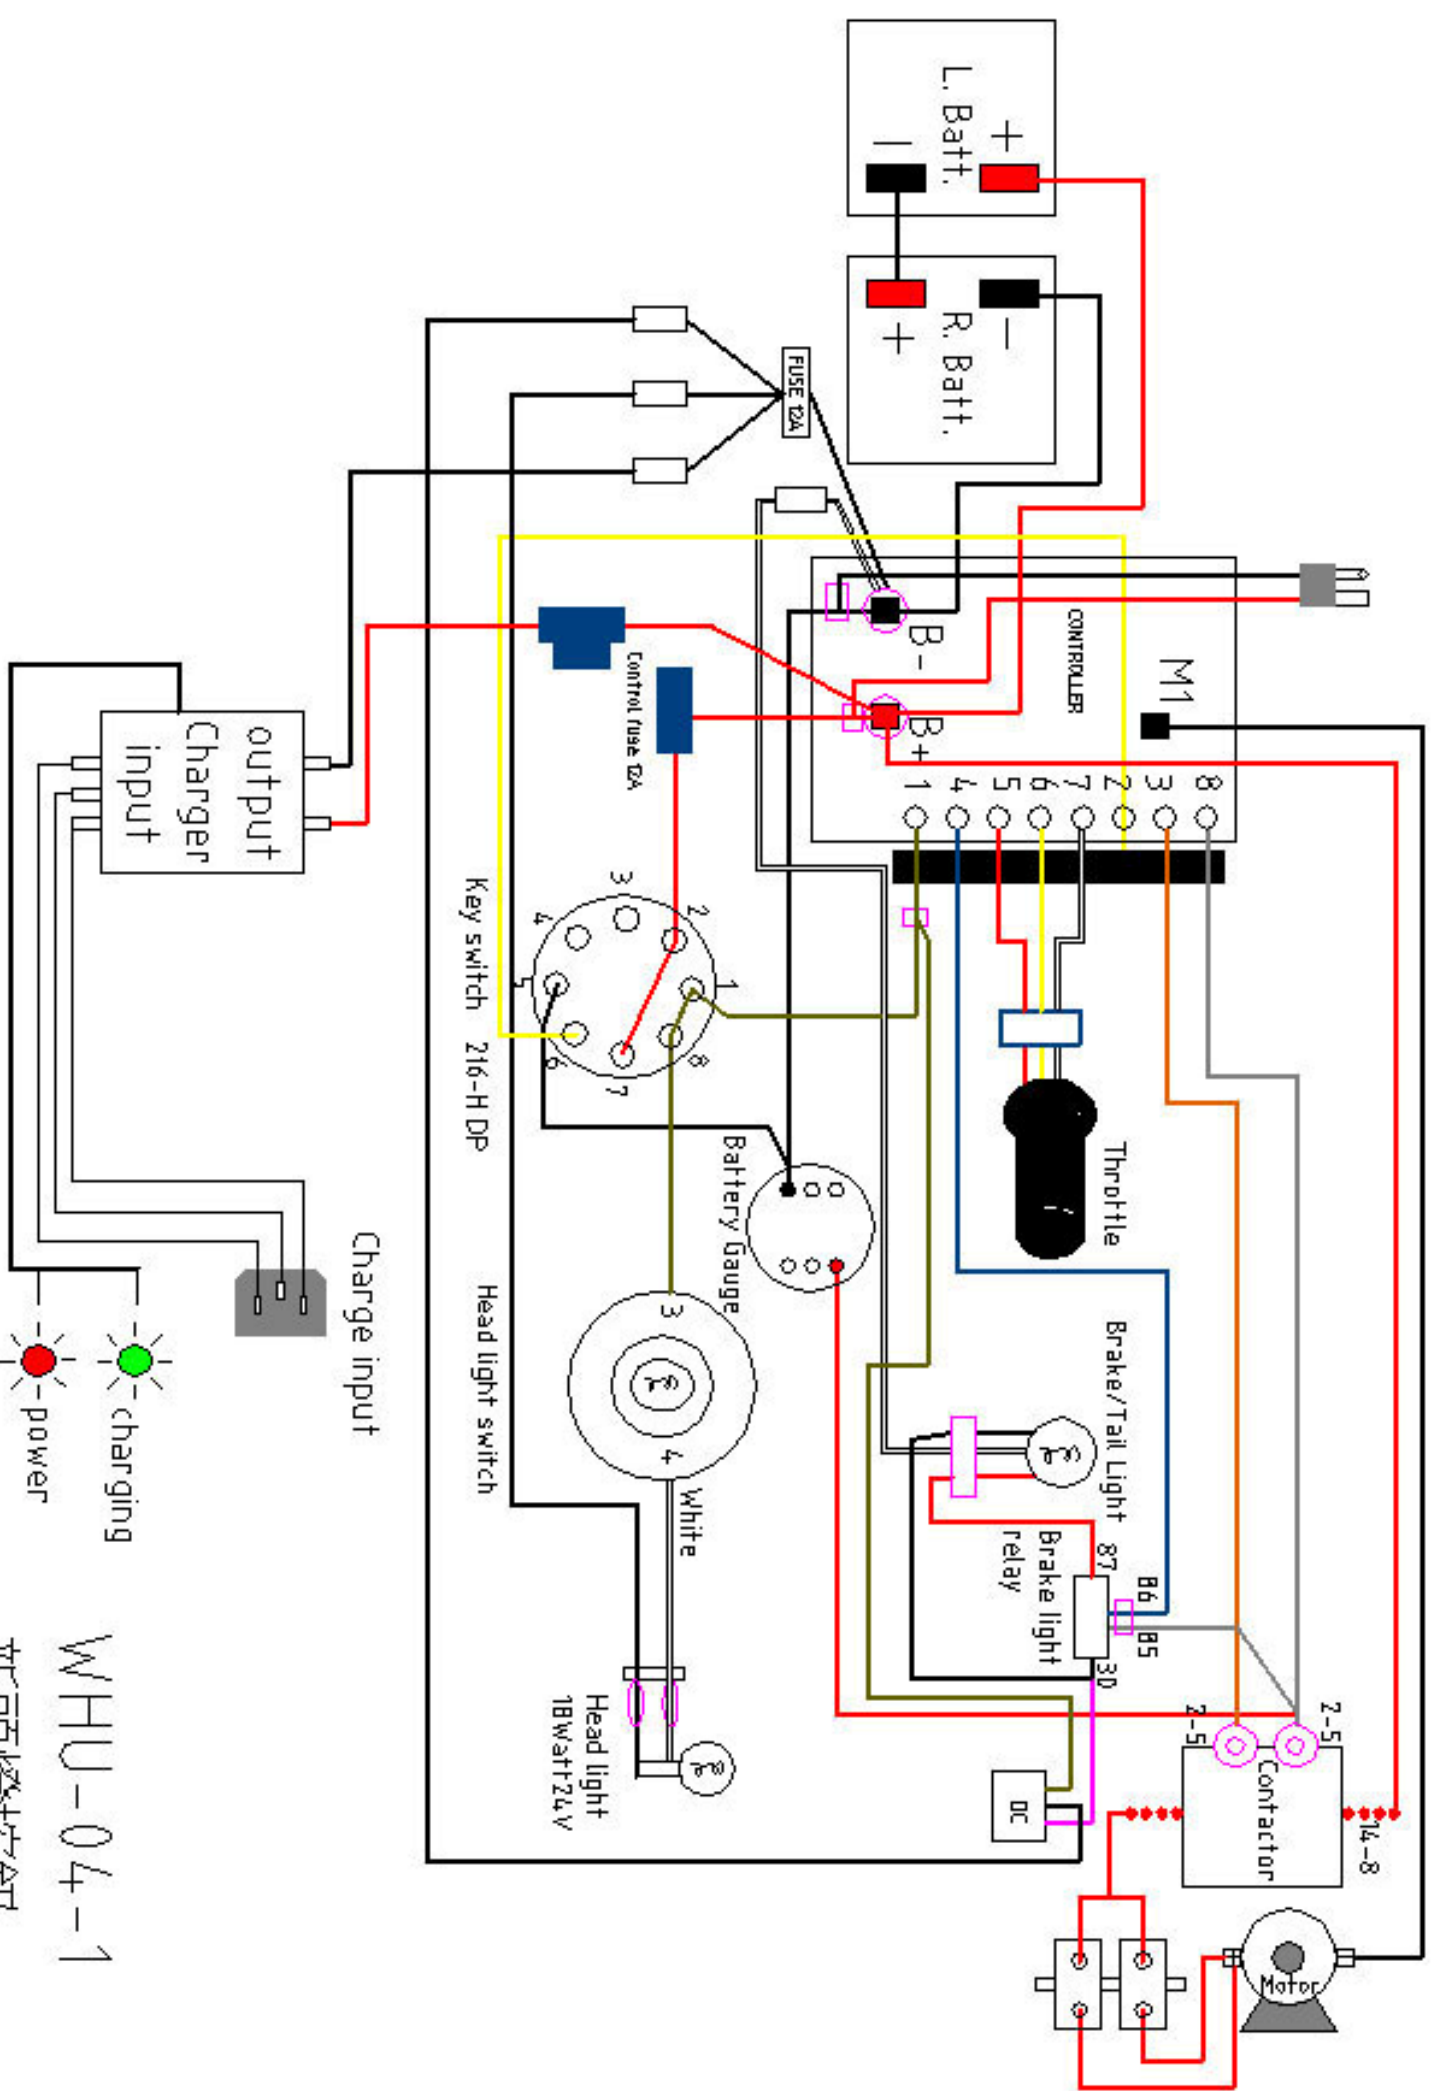 L. Batt.
+
−
R. Batt.
−
+
FUSE 12A
CONTROLLER
M1
B-
B+
8
3
2
7
6
5
4
1
Control fuse 12A
output
Charger
input
Key switch 216-H DP
1
2
3
4
5
6
7
8
Throttle
Battery Gauge
Charge input
charging
power
Head light switch
3
4
White
Brake/Tail Light
Brake light
relay
87
86
85
30
Head light
18Watt24V
DC
2-5
2-5
Contactor
14-8
Motor
WHU-04-1